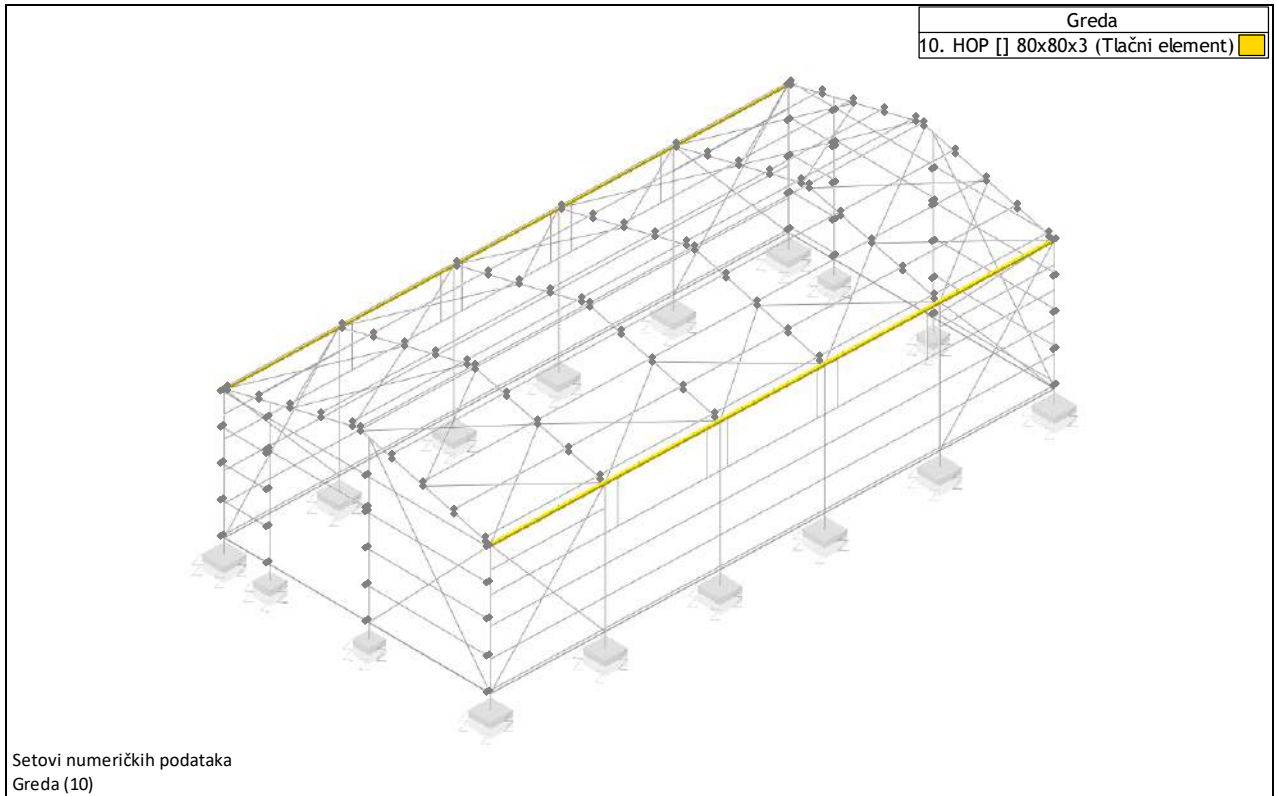 Greda
10. HOP [] 80x80x3 (Tlačni element)
Setovi numeričkih podataka
Greda (10)